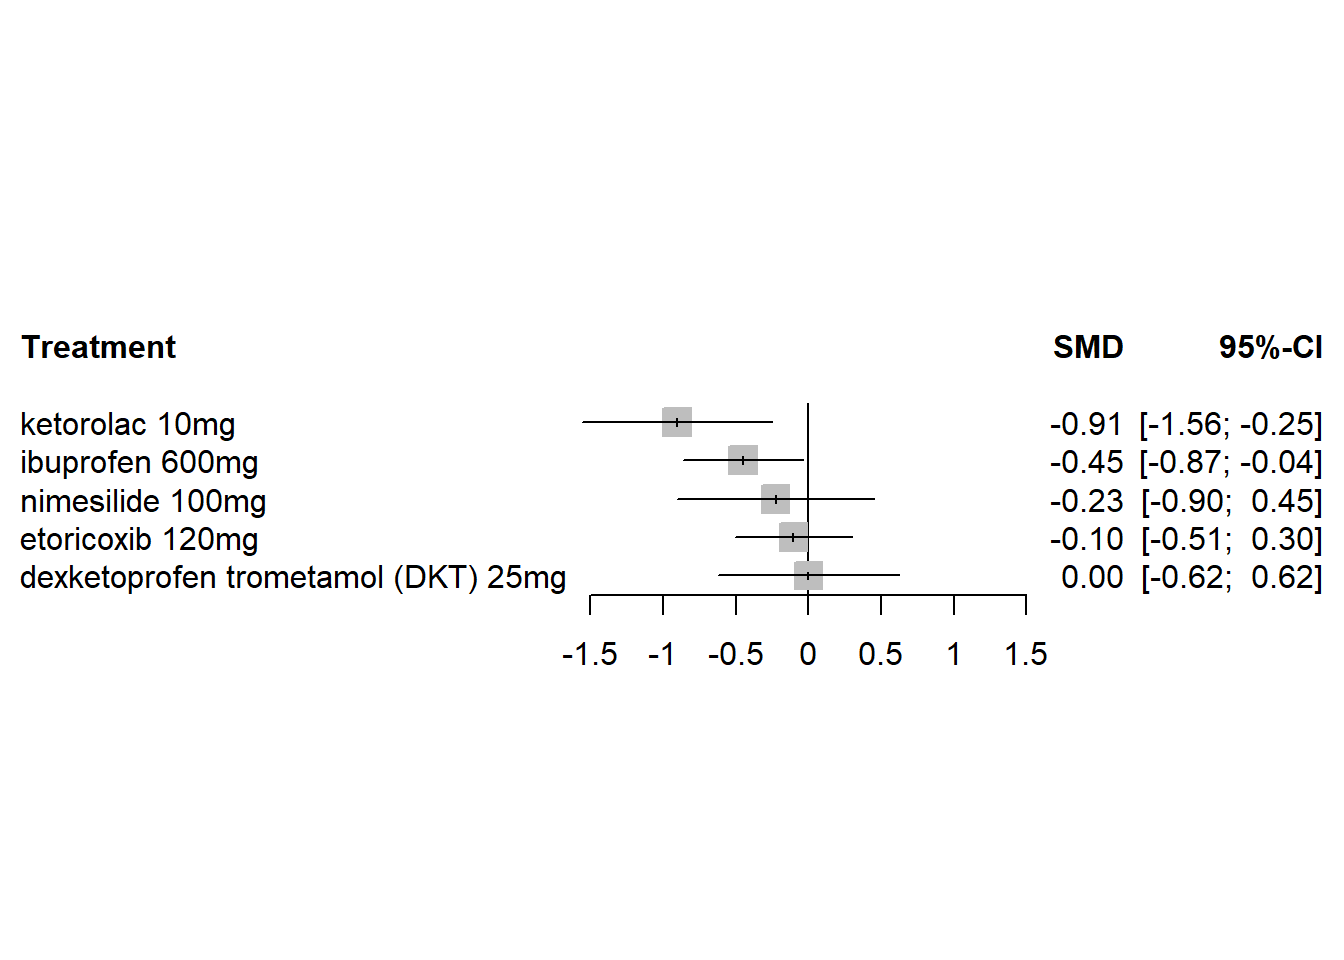 Treatment SMD 95%-CI
ketorolac 10mg -0.91 [-1.56; -0.25]
ibuprofen 600mg -0.45 [-0.87; -0.04]
nimesilide 100mg -0.23 [-0.90; 0.45]
etoricoxib 120mg -0.10 [-0.51; 0.30]
dexketoprofen trometamol (DKT) 25mg 0.00 [-0.62; 0.62]
-1.5 -1 -0.5 0 0.5 1 1.5